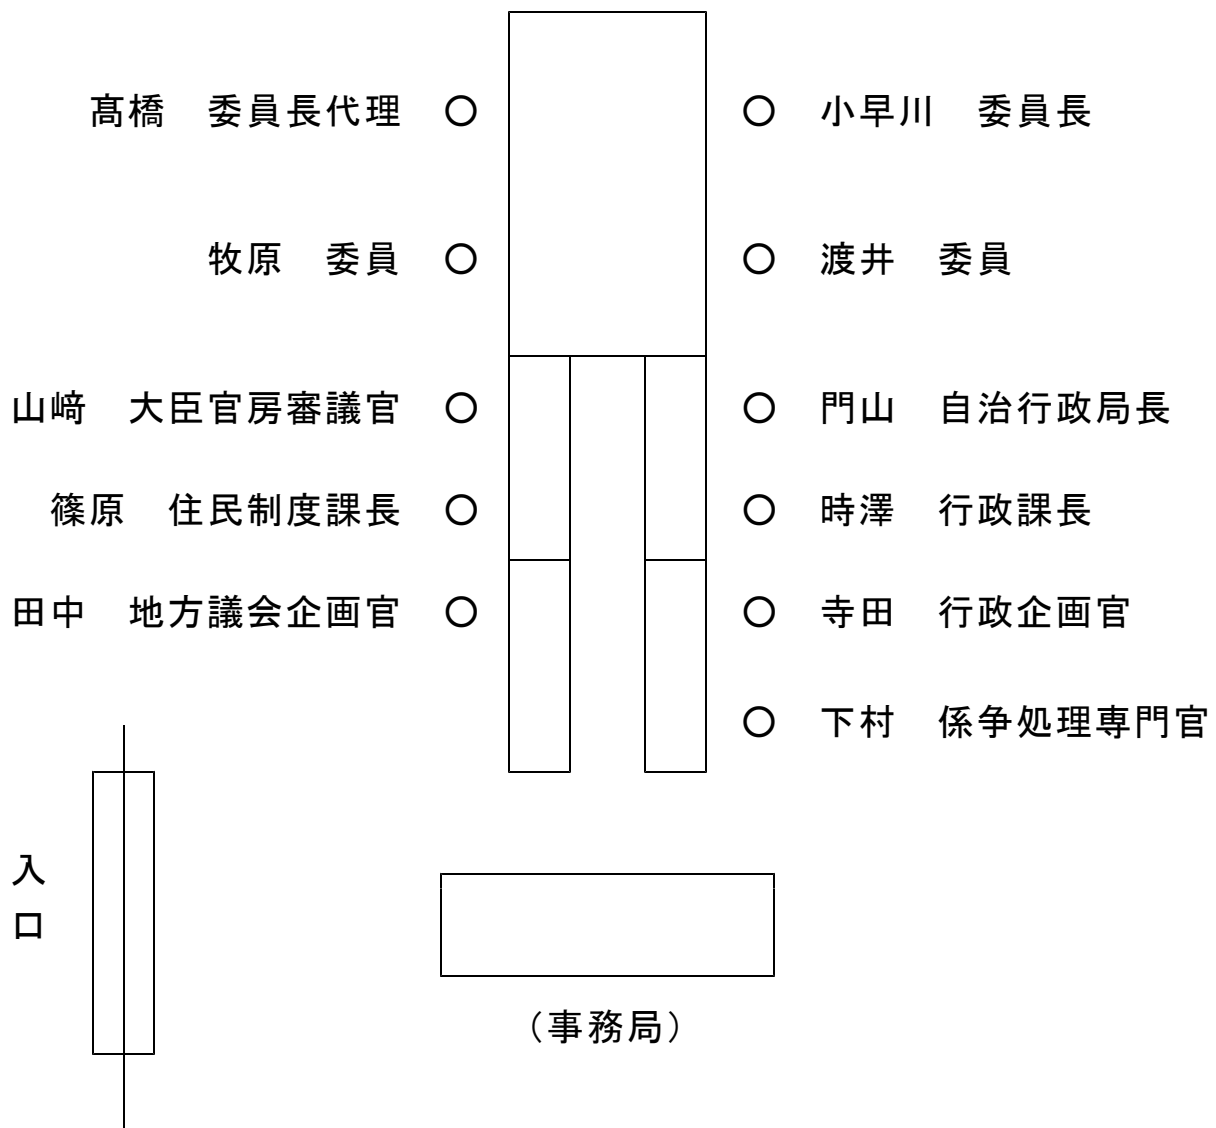 髙橋　委員長代理　○　○　小早川　委員長
牧原　委員　○　○　渡井　委員
山﨑　大臣官房審議官　○　○　門山　自治行政局長
篠原　住民制度課長　○　○　時澤　行政課長
田中　地方議会企画官　○　○　寺田　行政企画官
○　下村　係争処理専門官
入口
（事務局）